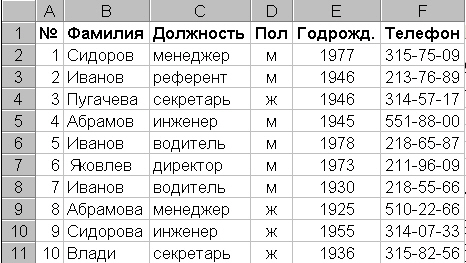 A B C D E F
1 № Фамилия Должность Пол Годрожд. Телефон
2 1 Сидоров менеджер м 1977 315-75-09
3 2 Иванов референт м 1946 213-76-89
4 3 Пугачева секретарь ж 1946 314-57-17
5 4 Абрамов инженер м 1945 551-88-00
6 5 Иванов водитель м 1978 218-65-87
7 6 Яковлев директор м 1973 211-96-09
8 7 Иванов водитель м 1930 218-55-66
9 8 Абрамова менеджер ж 1925 510-22-66
10 9 Сидорова инженер ж 1955 314-07-33
11 10 Влади секретарь ж 1936 315-82-56